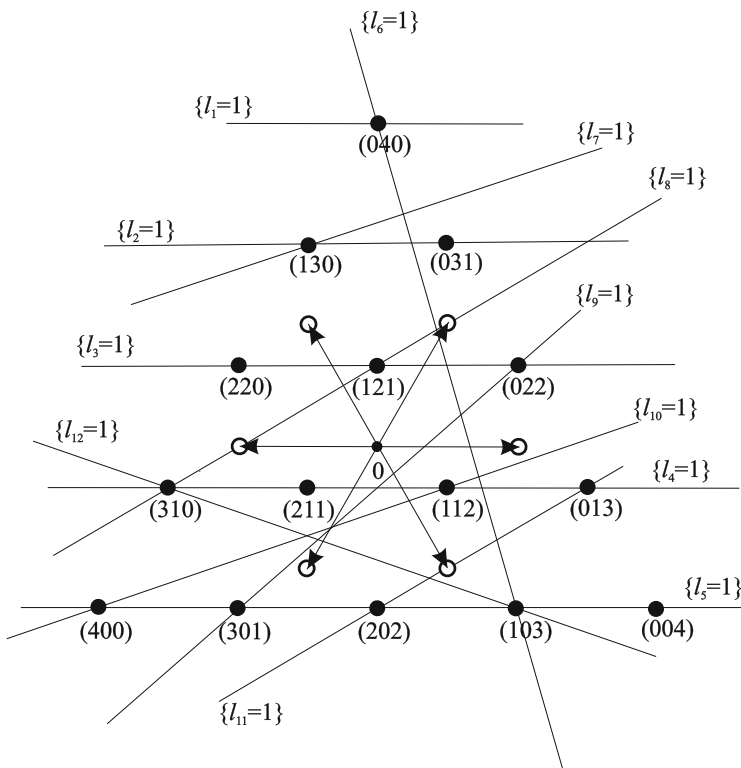 {l₆=1}
{l₁=1}
(040)
{l₇=1}
{l₈=1}
{l₂=1}
(130) (031)
{l₉=1}
{l₃=1}
(220) (121) (022)
{l₁₀=1}
{l₁₂=1}
0
{l₄=1}
(310) (211) (112) (013)
{l₅=1}
(400) (301) (202) (103) (004)
{l₁₁=1}